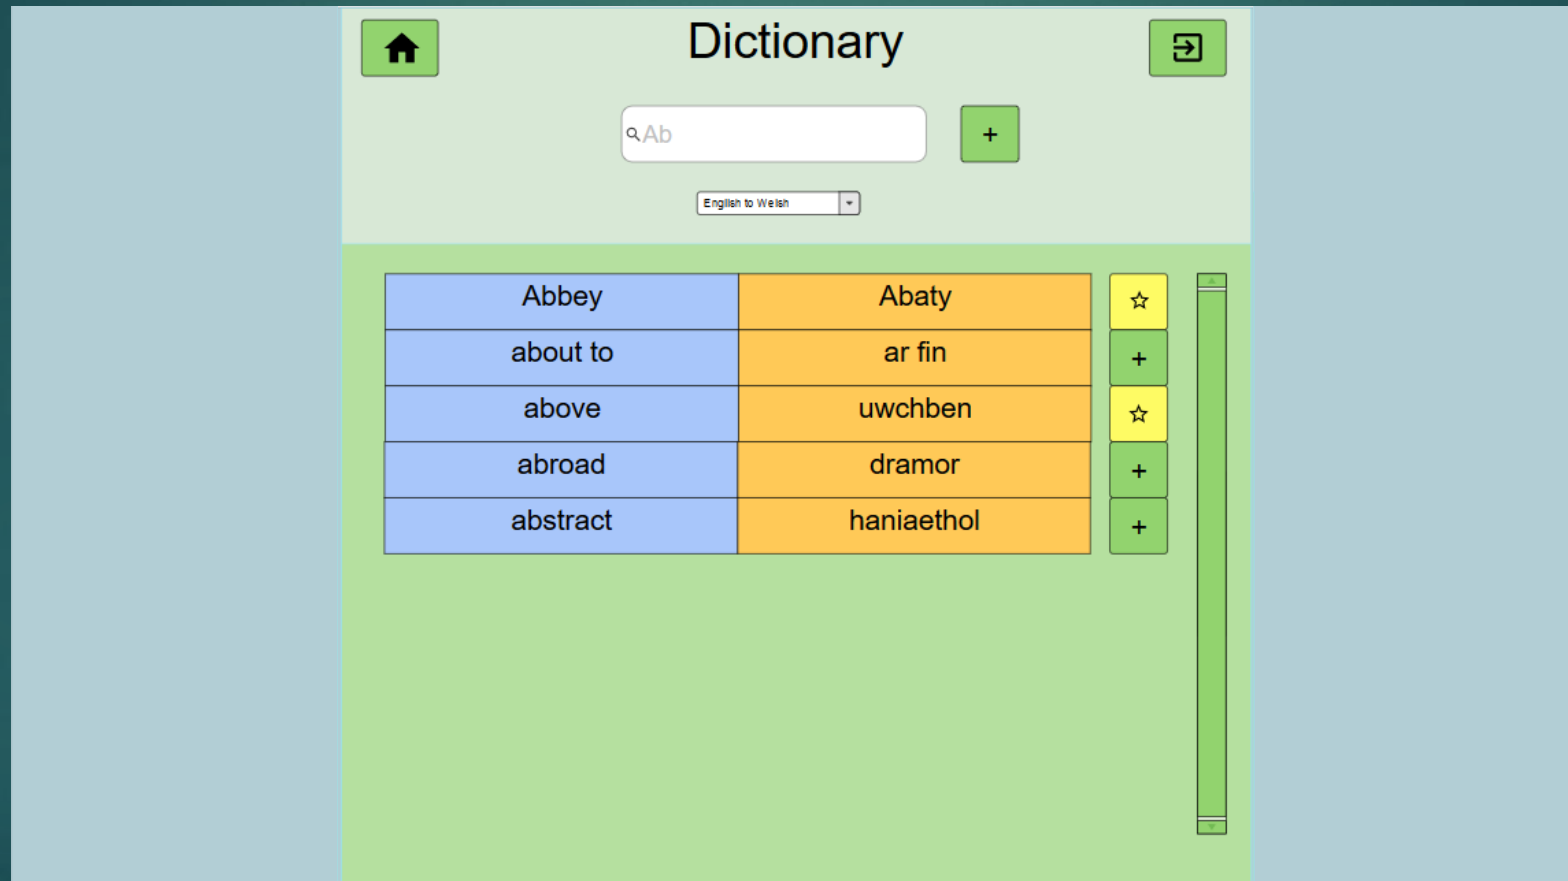 Dictionary
Ab
+
English to Welsh
Abbey Abaty
about to ar fin +
above uwchben
abroad dramor +
abstract haniaethol +